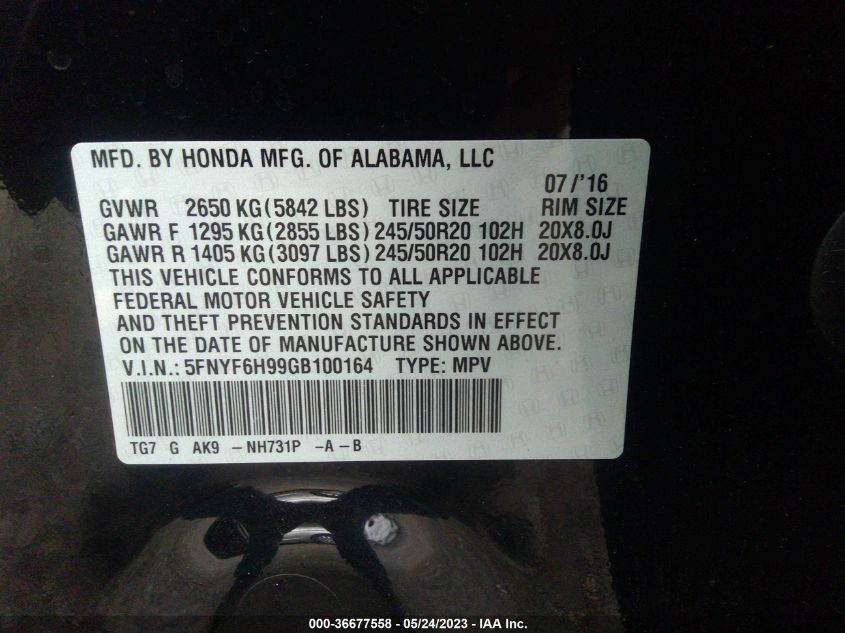 MFD. BY HONDA MFG. OF ALABAMA, LLC
07/'16
GVWR 2650 KG(5842 LBS) TIRE SIZE RIM SIZE
GAWR F 1295 KG(2855 LBS) 245/50R20 102H 20X8.0J
GAWR R 1405 KG(3097 LBS) 245/50R20 102H 20X8.0J
THIS VEHICLE CONFORMS TO ALL APPLICABLE
FEDERAL MOTOR VEHICLE SAFETY
AND THEFT PREVENTION STANDARDS IN EFFECT
ON THE DATE OF MANUFACTURE SHOWN ABOVE.
V.I.N.: 5FNYF6H99GB100164 TYPE: MPV
TG7 G AK9 -NH731P -A-B
000-36677558 - 05/24/2023 - IAA Inc.